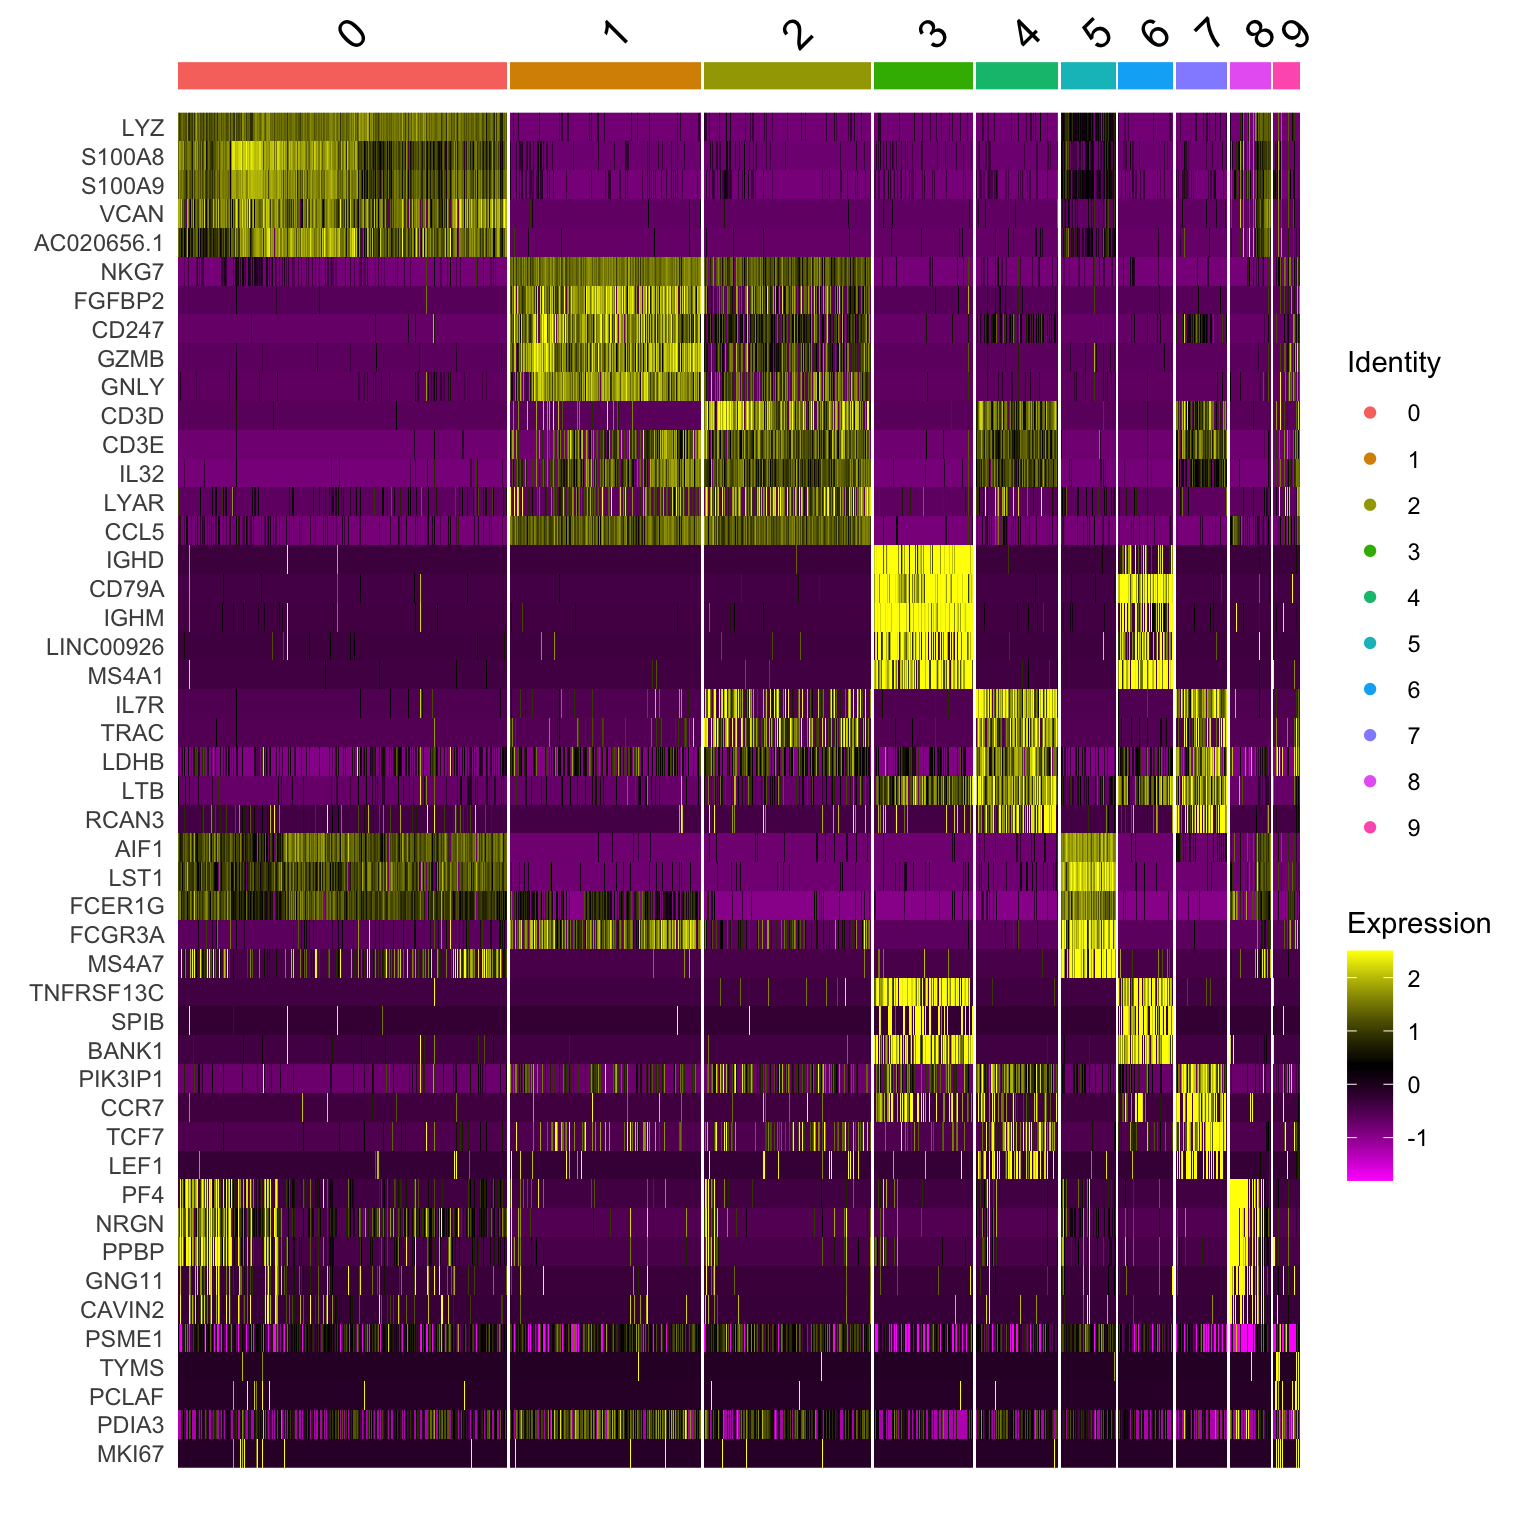 0 1 2 3 4 5 6 7 8 9
LYZ
S100A8
S100A9
VCAN
AC020656.1
NKG7
FGFBP2
CD247
GZMB
GNLY
CD3D
CD3E
IL32
LYAR
CCL5
IGHD
CD79A
IGHM
LINC00926
MS4A1
IL7R
TRAC
LDHB
LTB
RCAN3
AIF1
LST1
FCER1G
FCGR3A
MS4A7
TNFRSF13C
SPIB
BANK1
PIK3IP1
CCR7
TCF7
LEF1
PF4
NRGN
PPBP
GNG11
CAVIN2
PSME1
TYMS
PCLAF
PDIA3
MKI67
Identity
0
1
2
3
4
5
6
7
8
9
Expression
2
1
0
-1